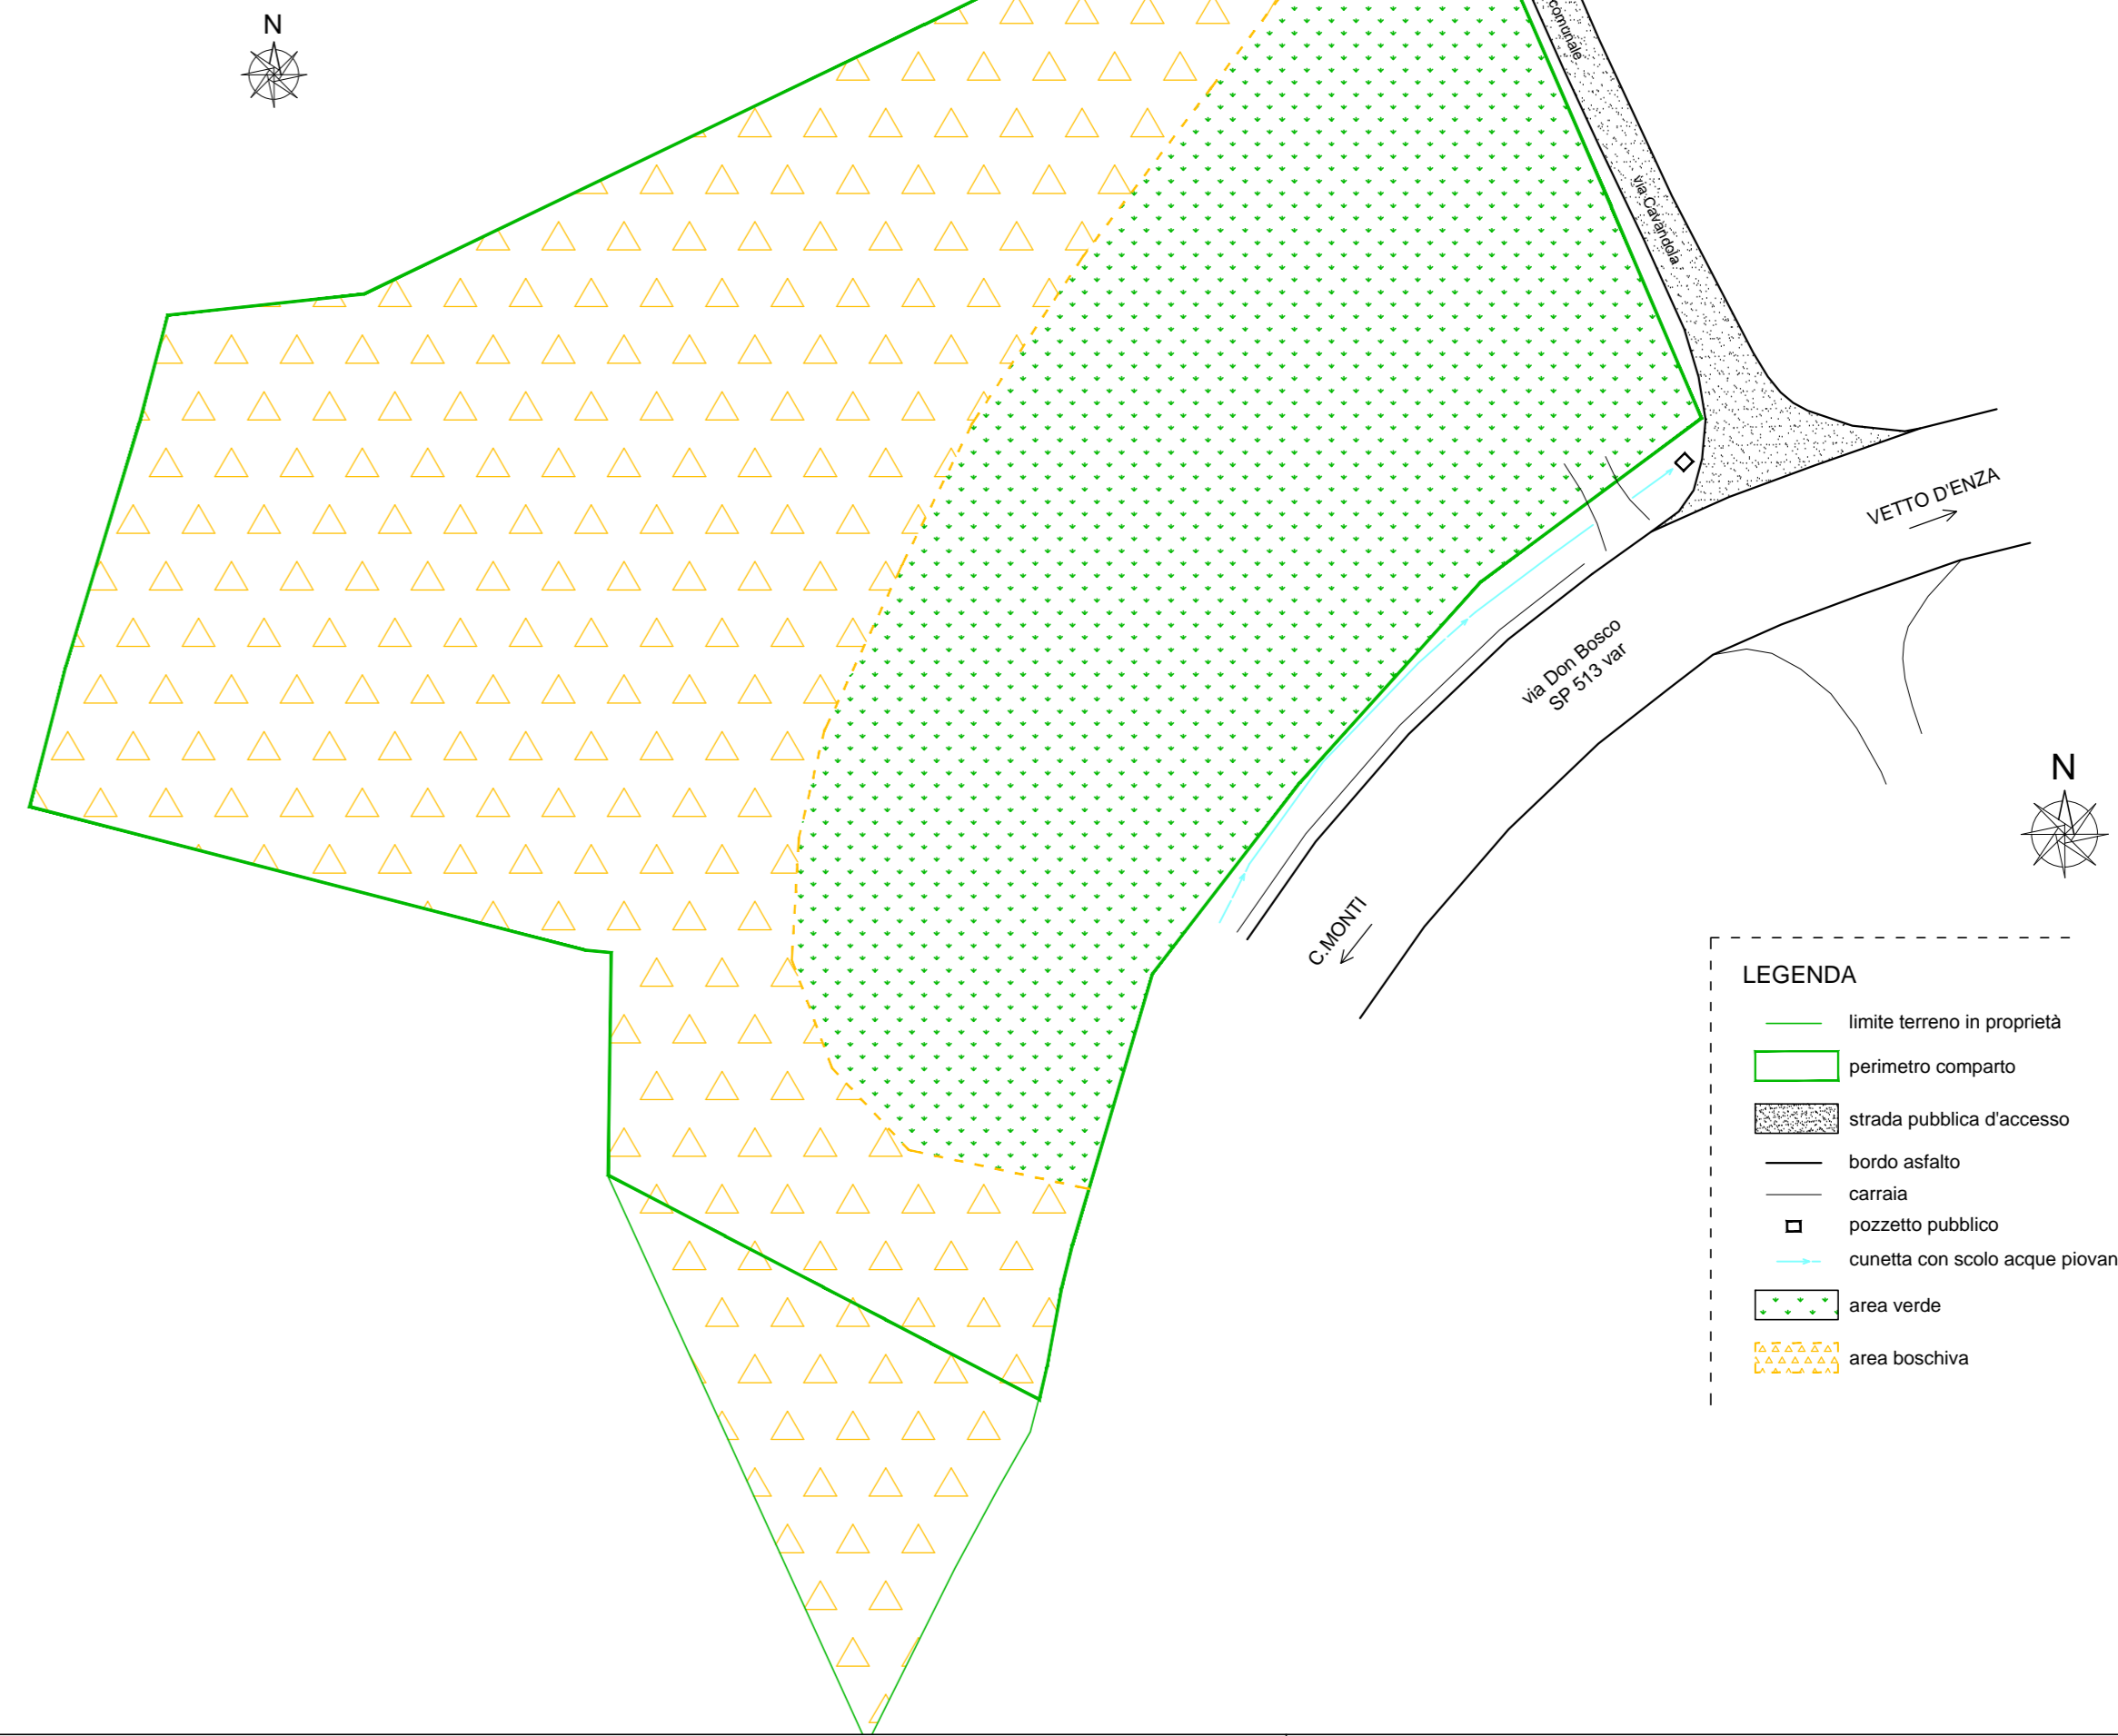 N
comunale
via Cavandola
VETTO D'ENZA
via Don Bosco
SP 513 var
C.MONTI
N
LEGENDA
limite terreno in proprietà
perimetro comparto
strada pubblica d'accesso
bordo asfalto
carraia
pozzetto pubblico
cunetta con scolo acque piovan
area verde
area boschiva